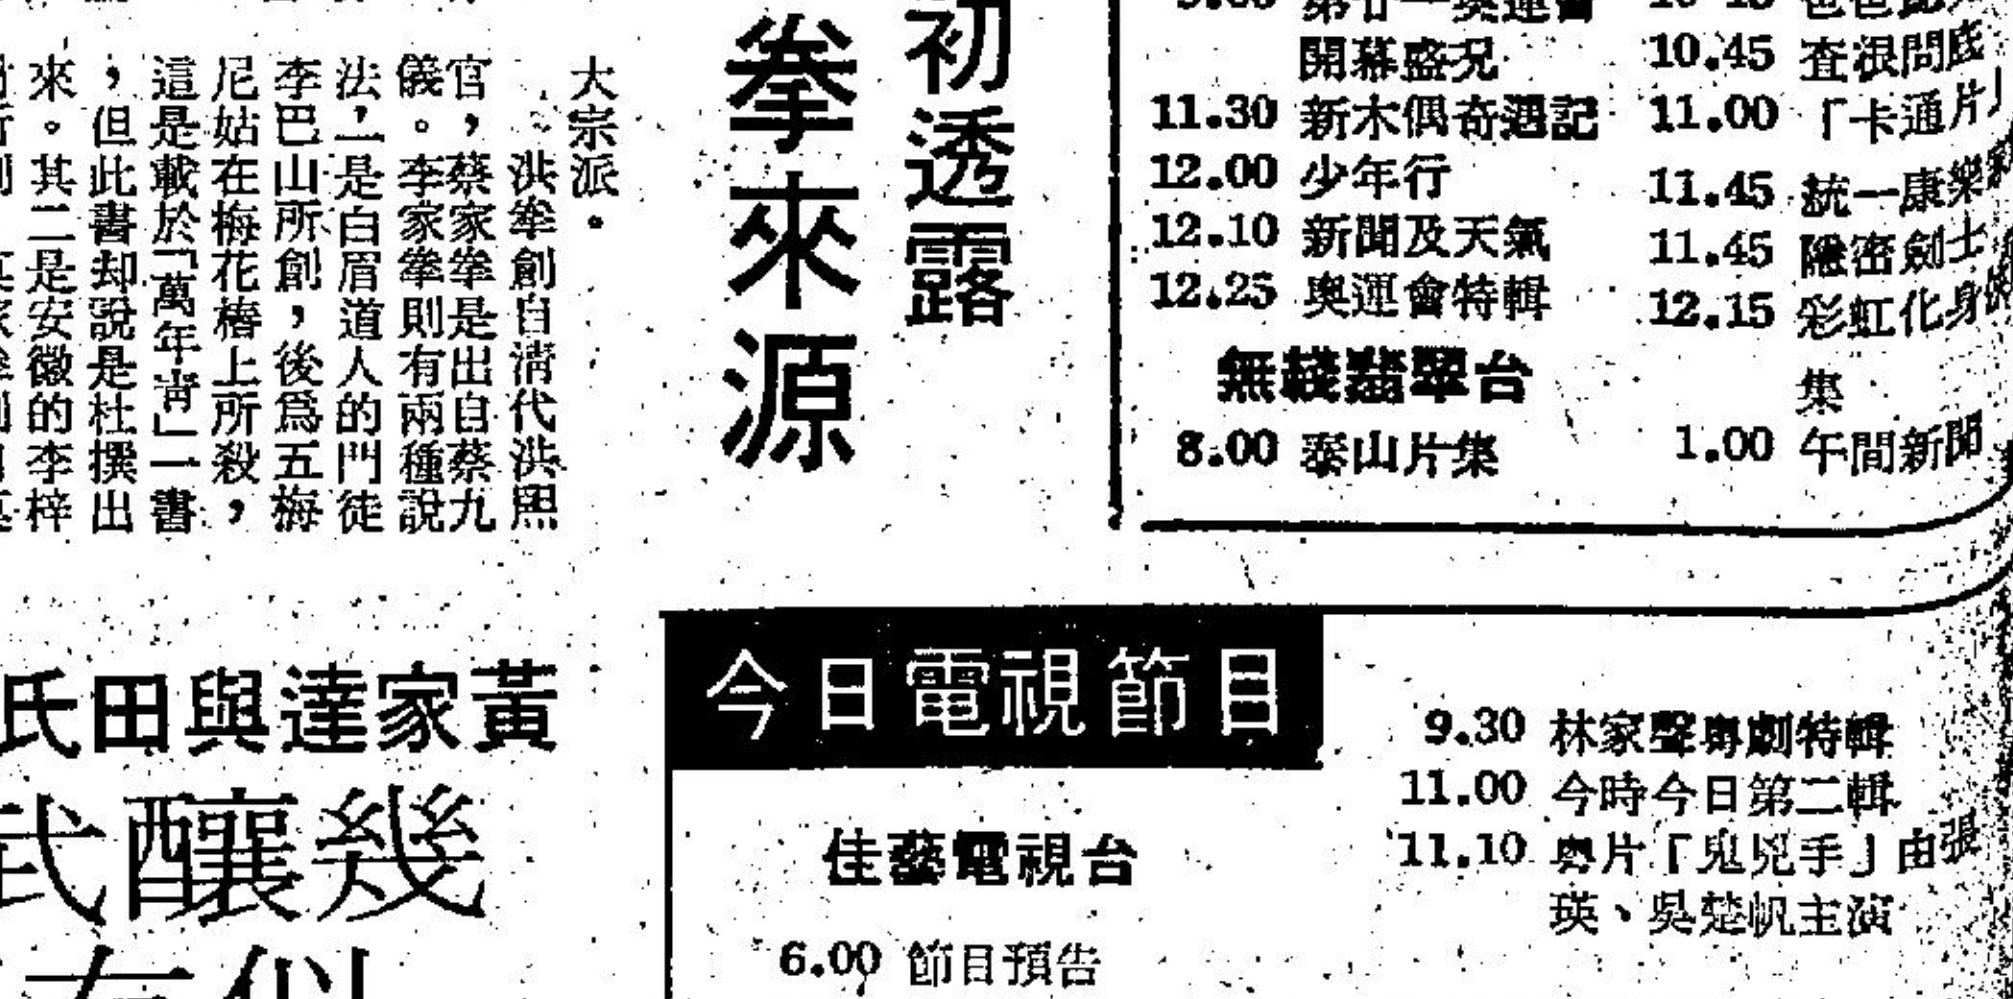 初透露
拳來源
大宗派。
洪拳創自清代洪熙
官，蔡家拳是出自蔡九
儀。李家拳則有兩種說
法，一是白眉道人的門徒
李巴山所創，後為五梅
尼姑在梅花樁上所殺，
這是載於「萬年青」一書
，但此書却說是杜撰出
來。其二是安徽的李梓
開幕盛況
11.30 新木偶奇遇記
12.00 少年行
12.10 新聞及天氣
12.25 奧運會特輯
無綫翡翠台
8.00 泰山片集
10.45 查根問底
11.00 「卡通片」
11.45 統一康樂
11.45 隱密劍士
12.15 彩虹化身
集
1.00 午間新聞
黃家達與田氏
幾釀
似
今日電視節目
佳藝電視台
6.00 節目預告
9.30 林家聲粵劇特輯
11.00 今時今日第二輯
11.10 粵片「鬼兇手」由張
瑛、吳楚帆主演